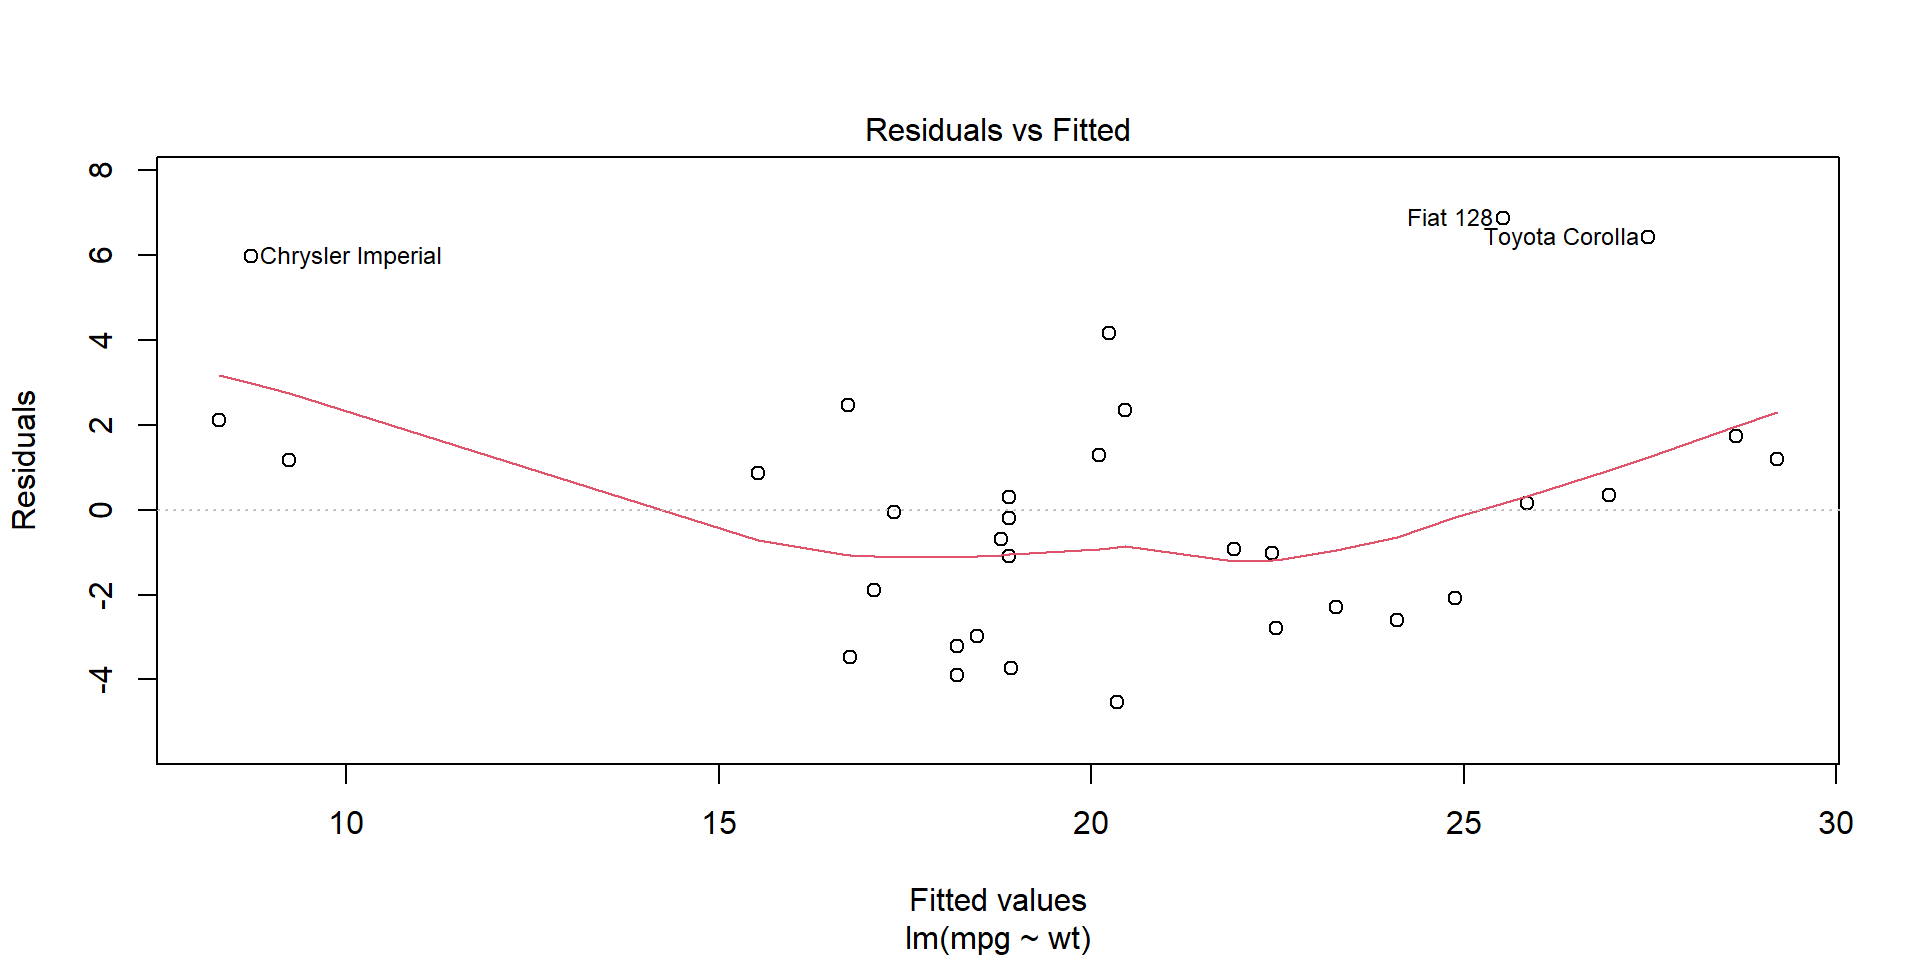 Residuals vs Fitted
8
6
4
2
0
-2
-4
Residuals
Fiat 128
Toyota Corolla
Chrysler Imperial
10 15 20 25 30
Fitted values
lm(mpg ~ wt)